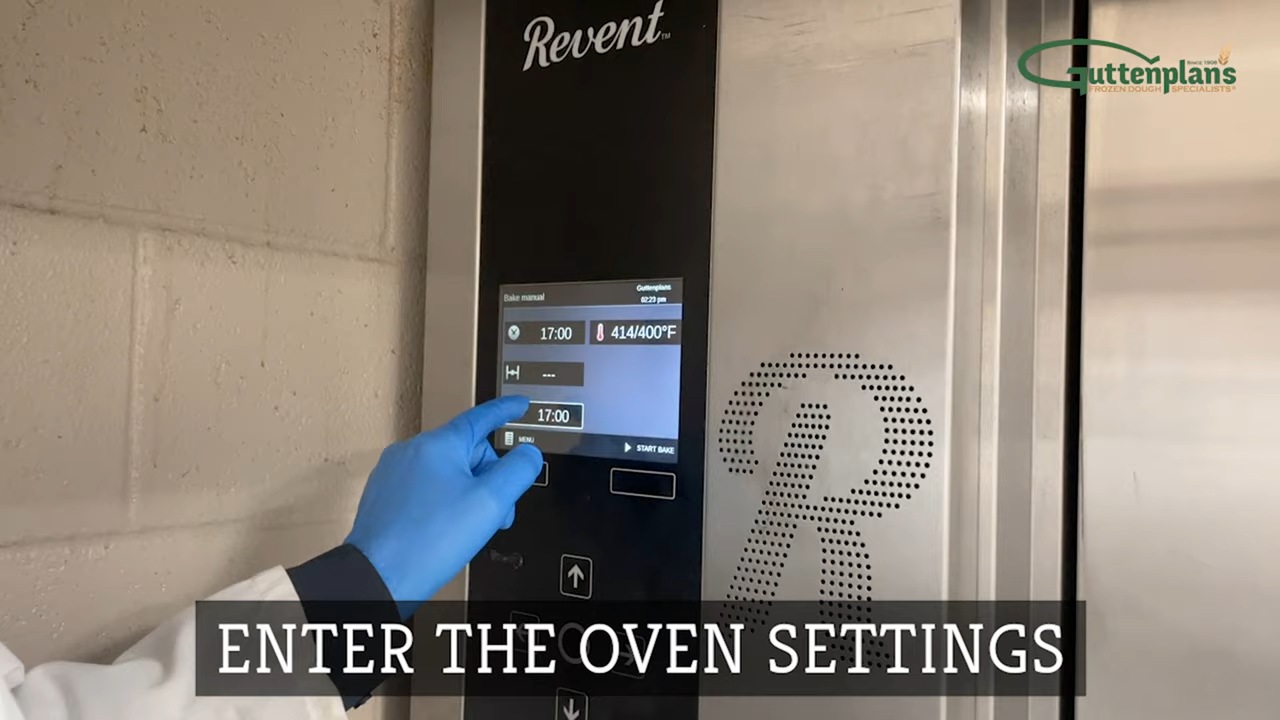 Revent™
Guttenplan's
SINCE 1908
FROZEN DOUGH SPECIALISTS®
Bake manual
Guttenplans
02:23 pm
17:00
414/400°F
---
17:00
MENU
START BAKE
R
ENTER THE OVEN SETTINGS